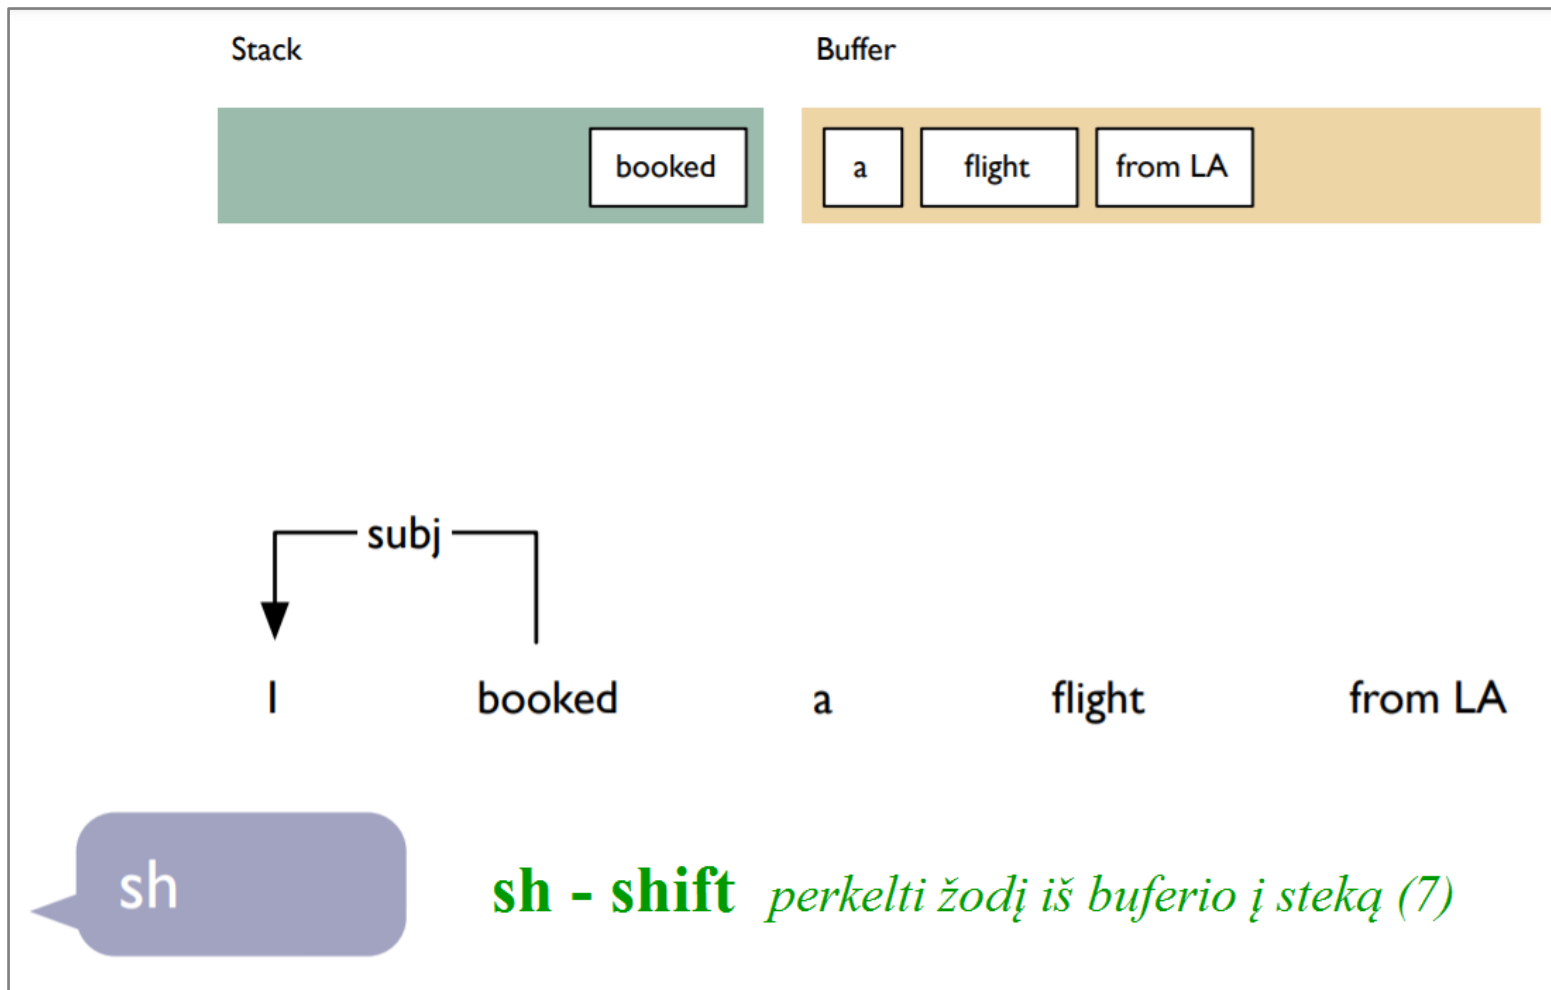 Stack Buffer
booked a flight from LA
subj
I booked a flight from LA
sh sh - shift perkelti žodį iš buferio į steką (7)